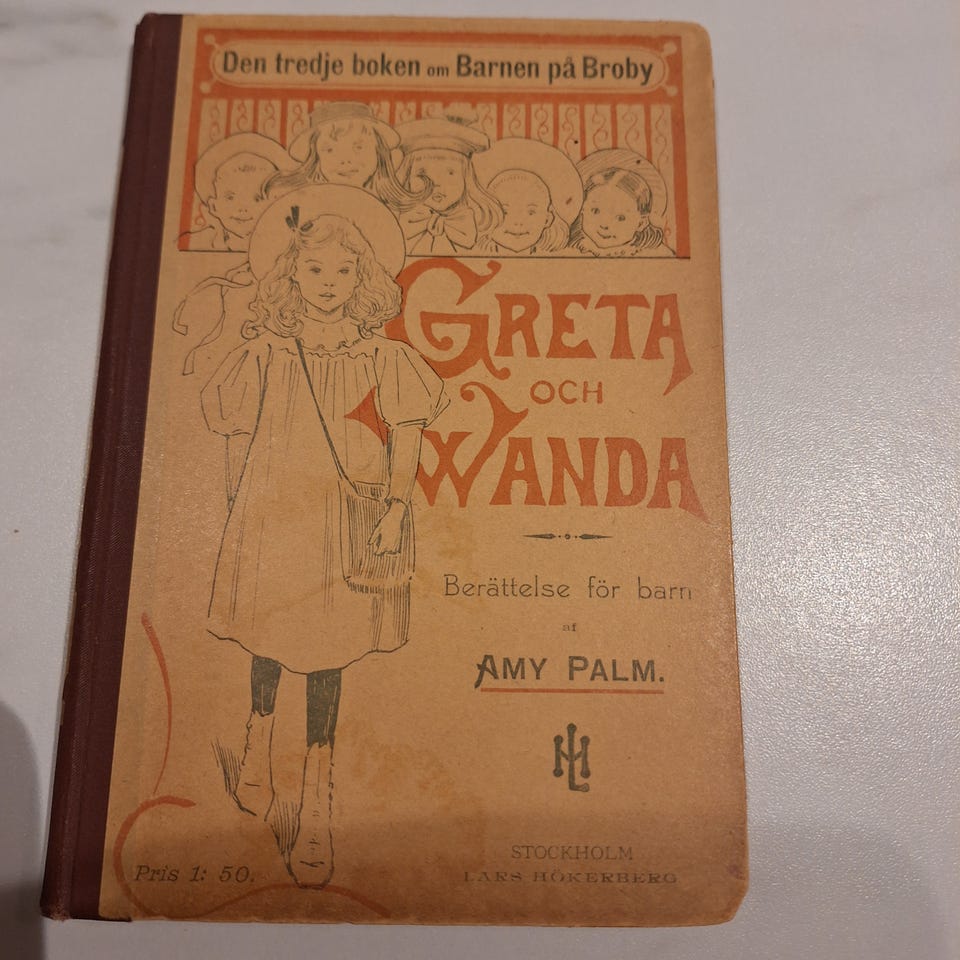 Den tredje boken om Barnen på Broby
GRETA
OCH
WANDA
Berättelse för barn
af
AMY PALM.
LH
STOCKHOLM
LARS HÖKERBERG
Pris 1: 50.